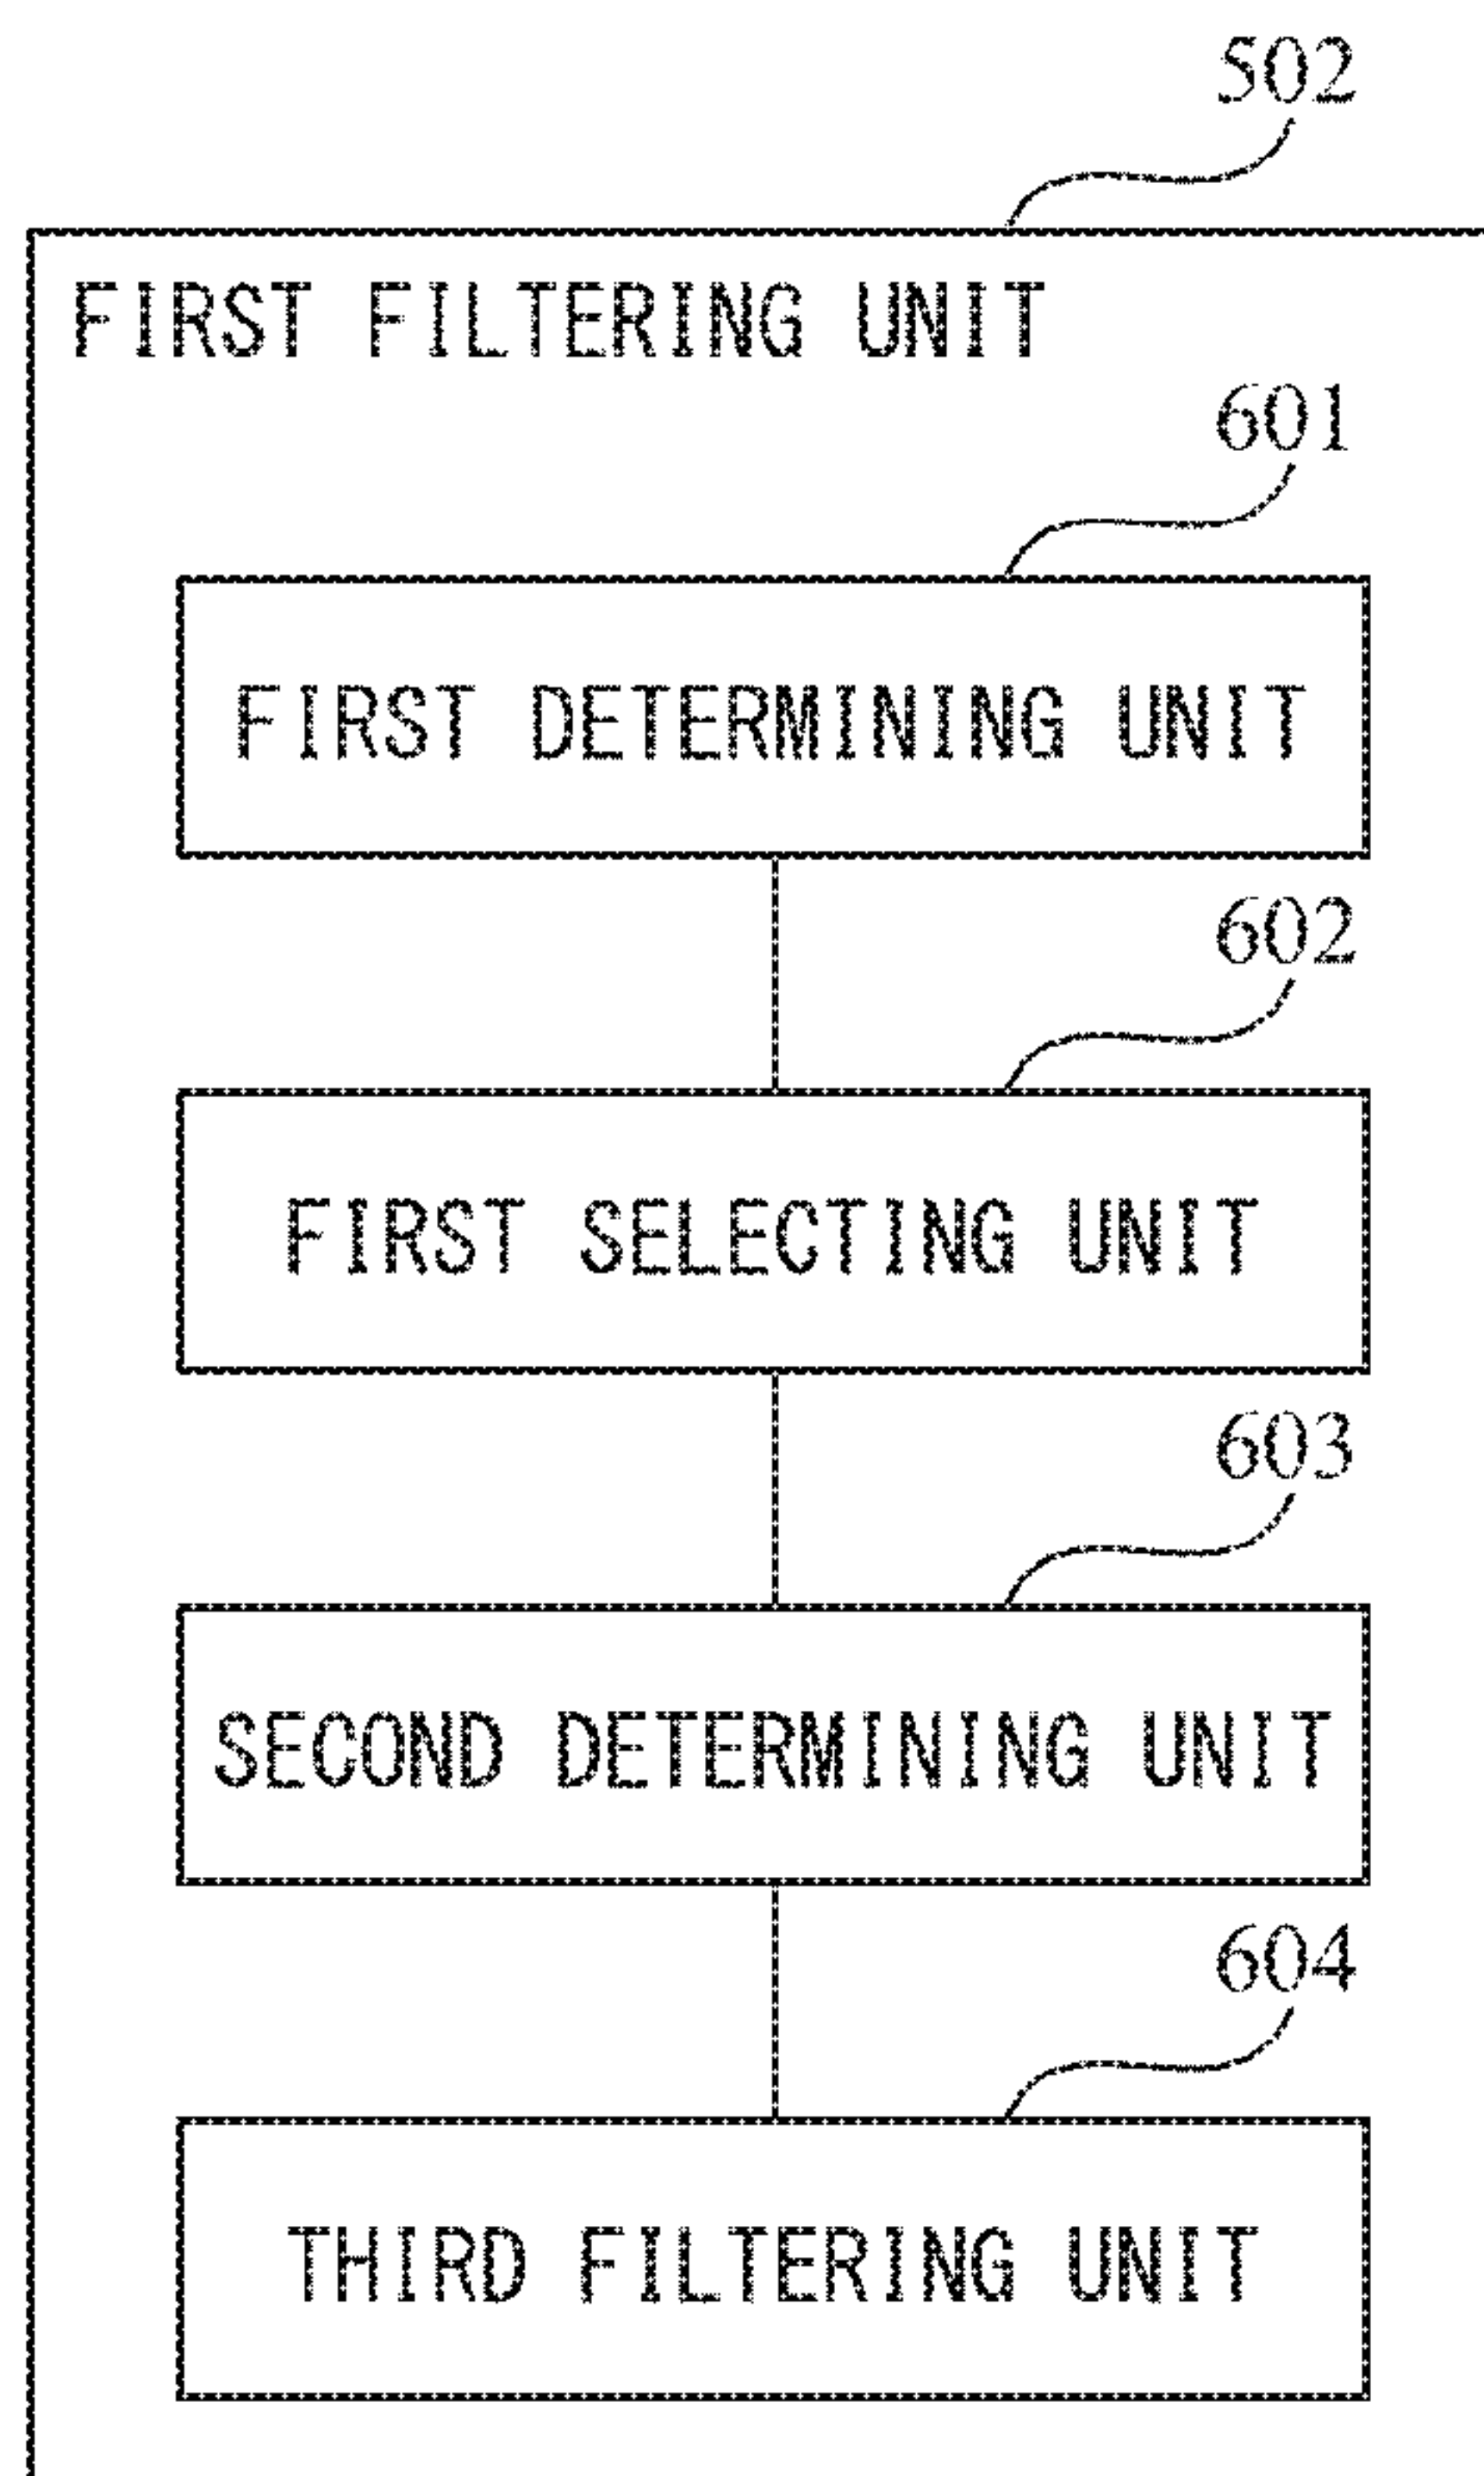 502
FIRST FILTERING UNIT
601
FIRST DETERMINING UNIT
602
FIRST SELECTING UNIT
603
SECOND DETERMINING UNIT
604
THIRD FILTERING UNIT